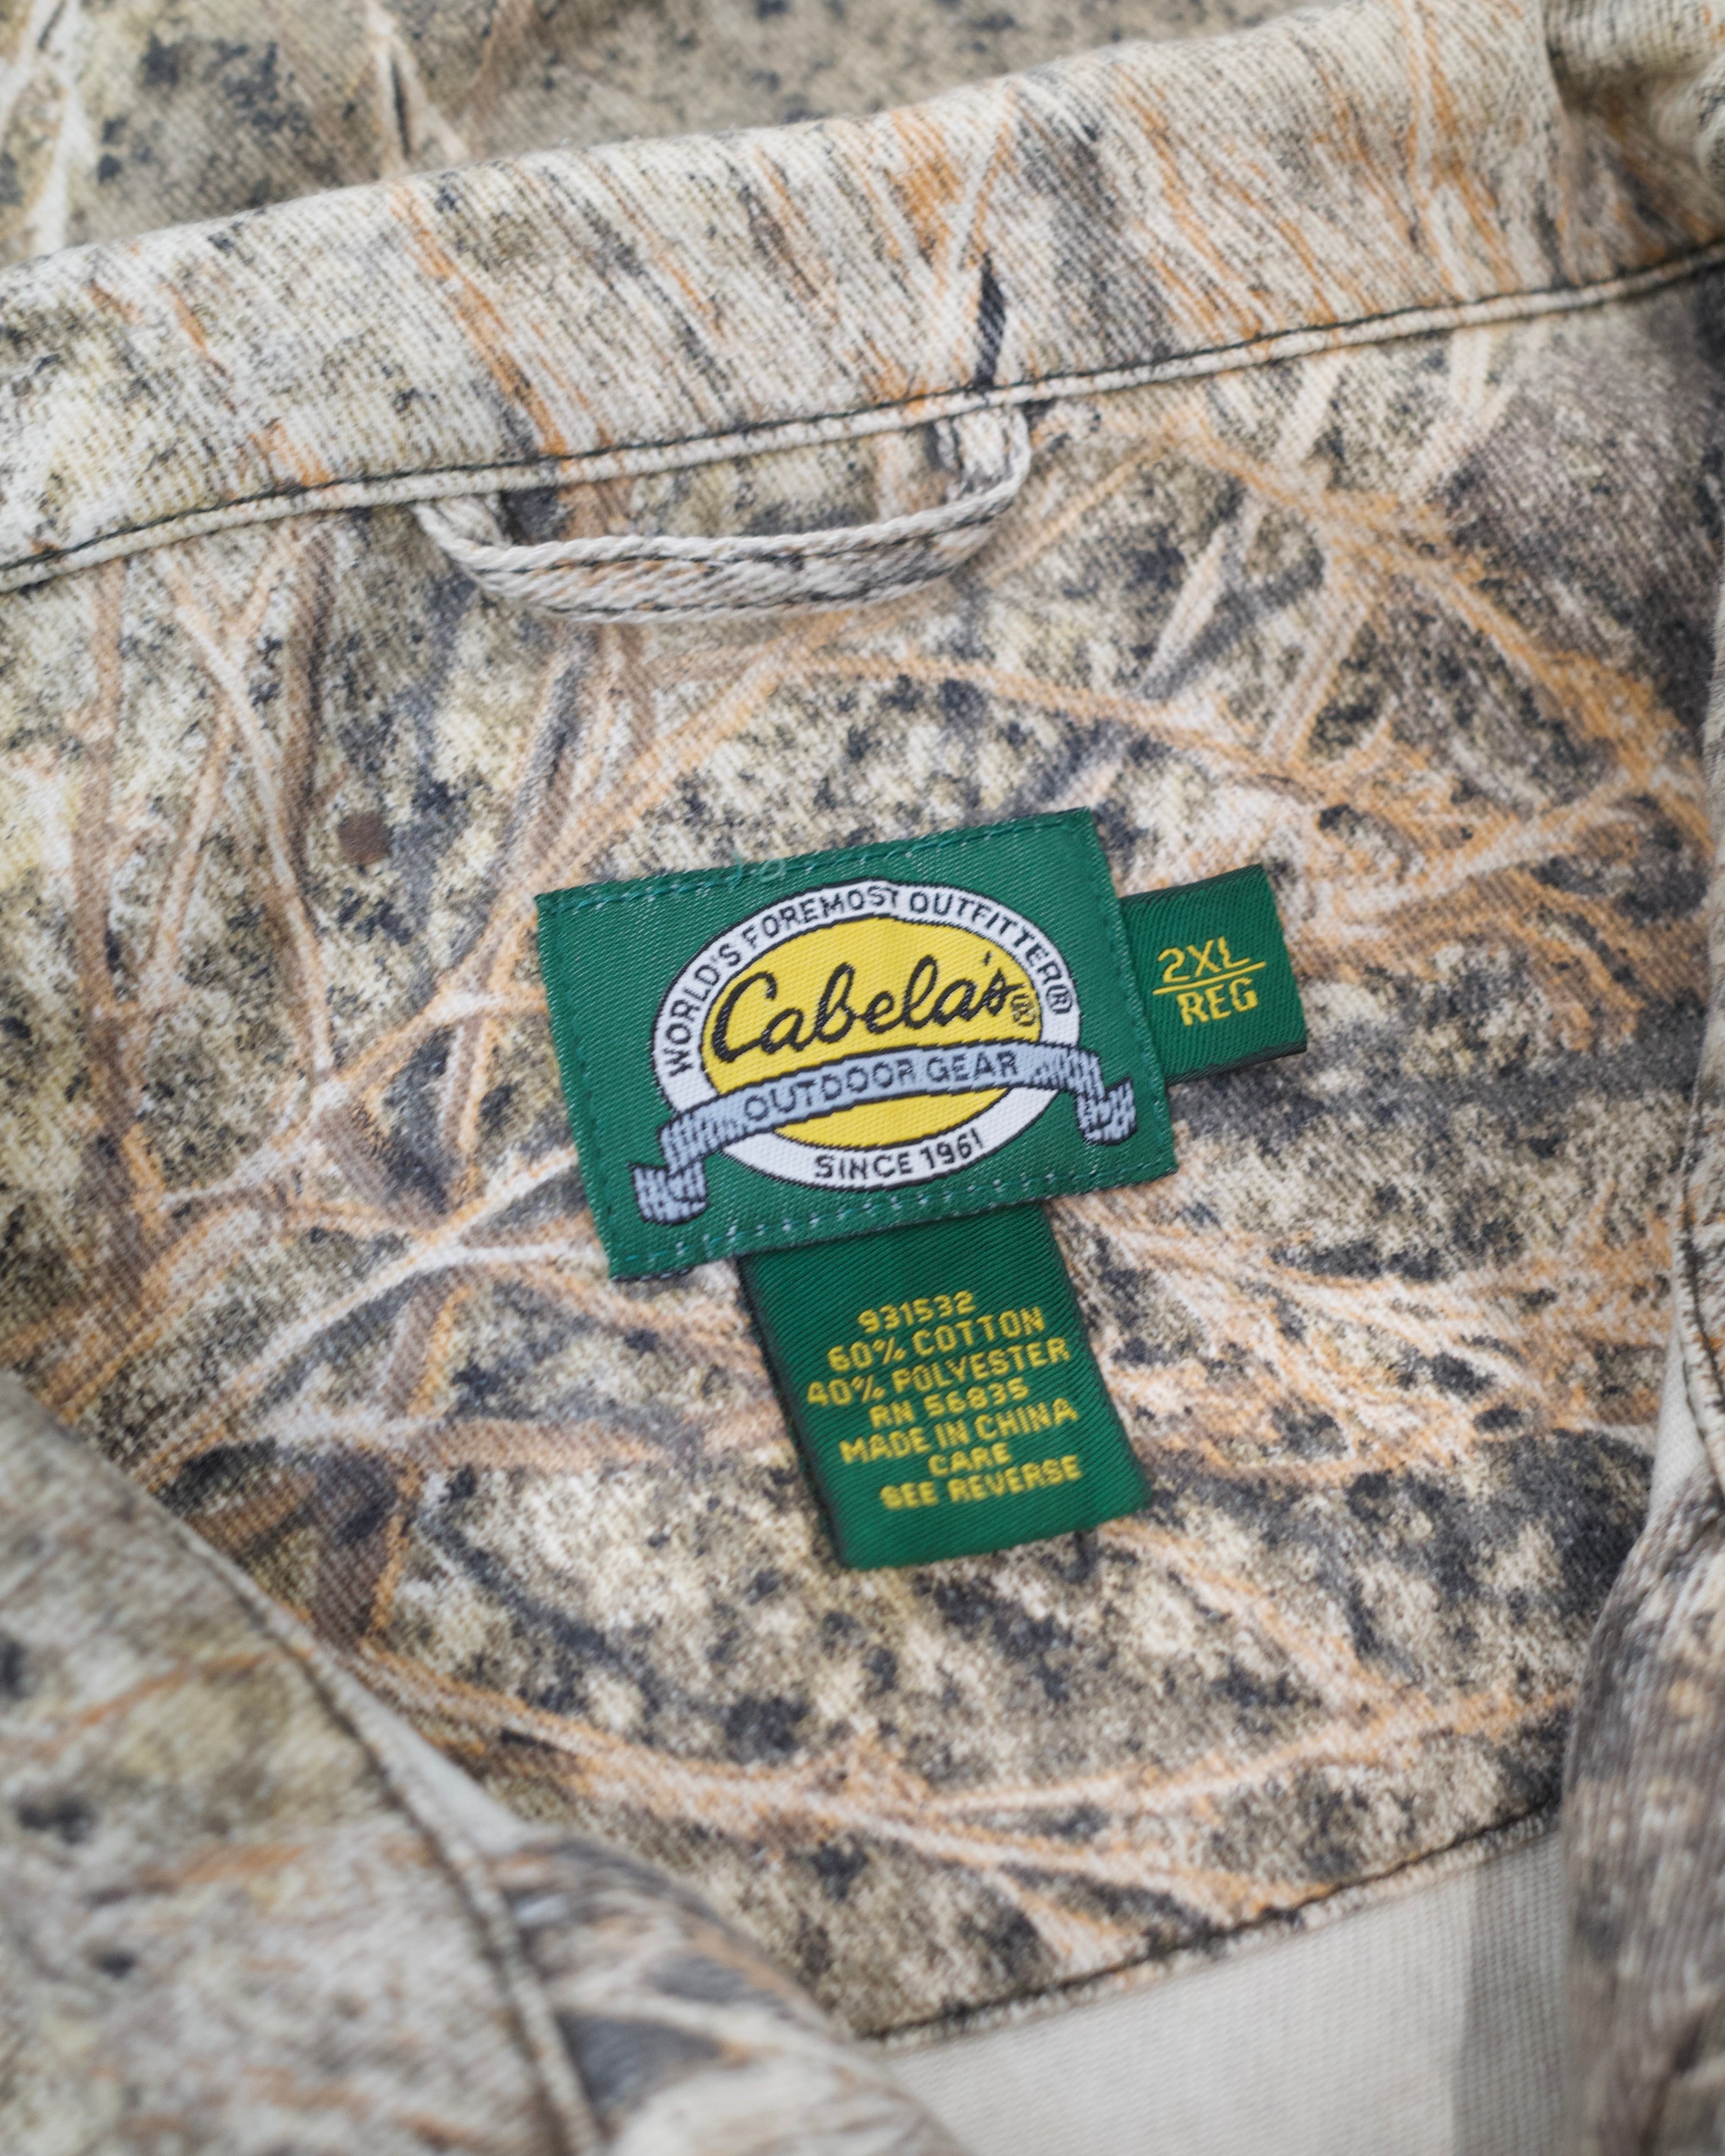 WORLD'S FOREMOST OUTFITTER®
Cabela's®
OUTDOOR GEAR
SINCE 1961
2XL
REG
931532
60% COTTON
40% POLYESTER
RN 56835
MADE IN CHINA
CARE
SEE REVERSE